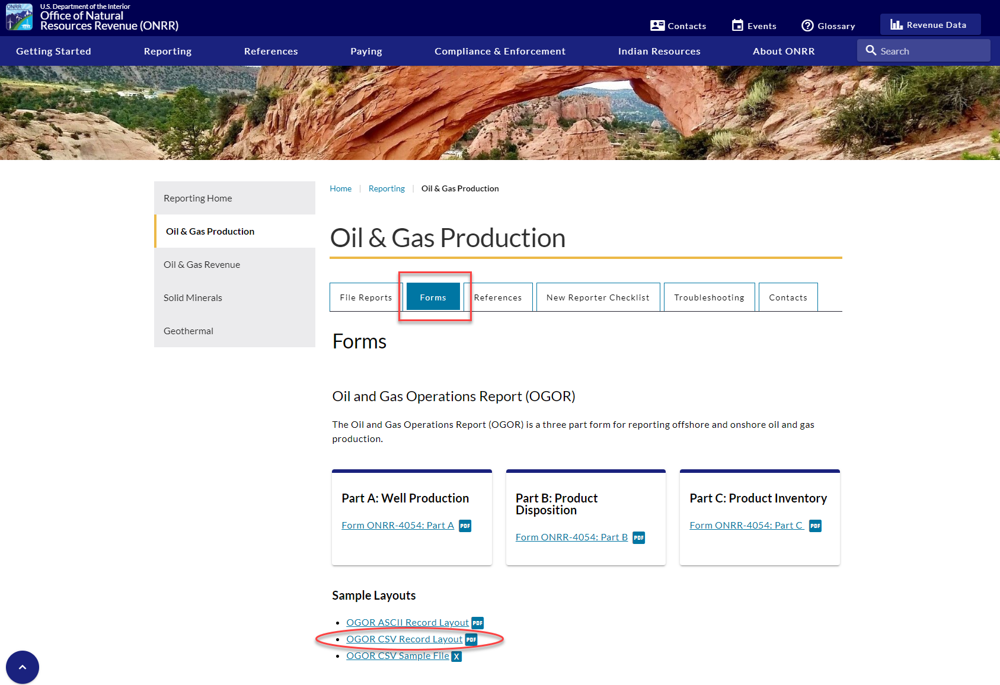 ONRR
U.S. Department of the Interior
Office of Natural
Resources Revenue (ONRR)
Contacts
Events
Glossary
Revenue Data
Getting Started
Reporting
References
Paying
Compliance & Enforcement
Indian Resources
About ONRR
Search
Reporting Home
Oil & Gas Production
Oil & Gas Revenue
Solid Minerals
Geothermal
Home | Reporting | Oil & Gas Production
Oil & Gas Production
File Reports
Forms
References
New Reporter Checklist
Troubleshooting
Contacts
Forms
Oil and Gas Operations Report (OGOR)
The Oil and Gas Operations Report (OGOR) is a three part form for reporting offshore and onshore oil and gas
production.
Part A: Well Production
Form ONRR-4054: Part A PDF
Part B: Product
Disposition
Form ONRR-4054: Part B PDF
Part C: Product Inventory
Form ONRR-4054: Part C PDF
Sample Layouts
OGOR ASCII Record Layout PDF
OGOR CSV Record Layout PDF
OGOR CSV Sample File X